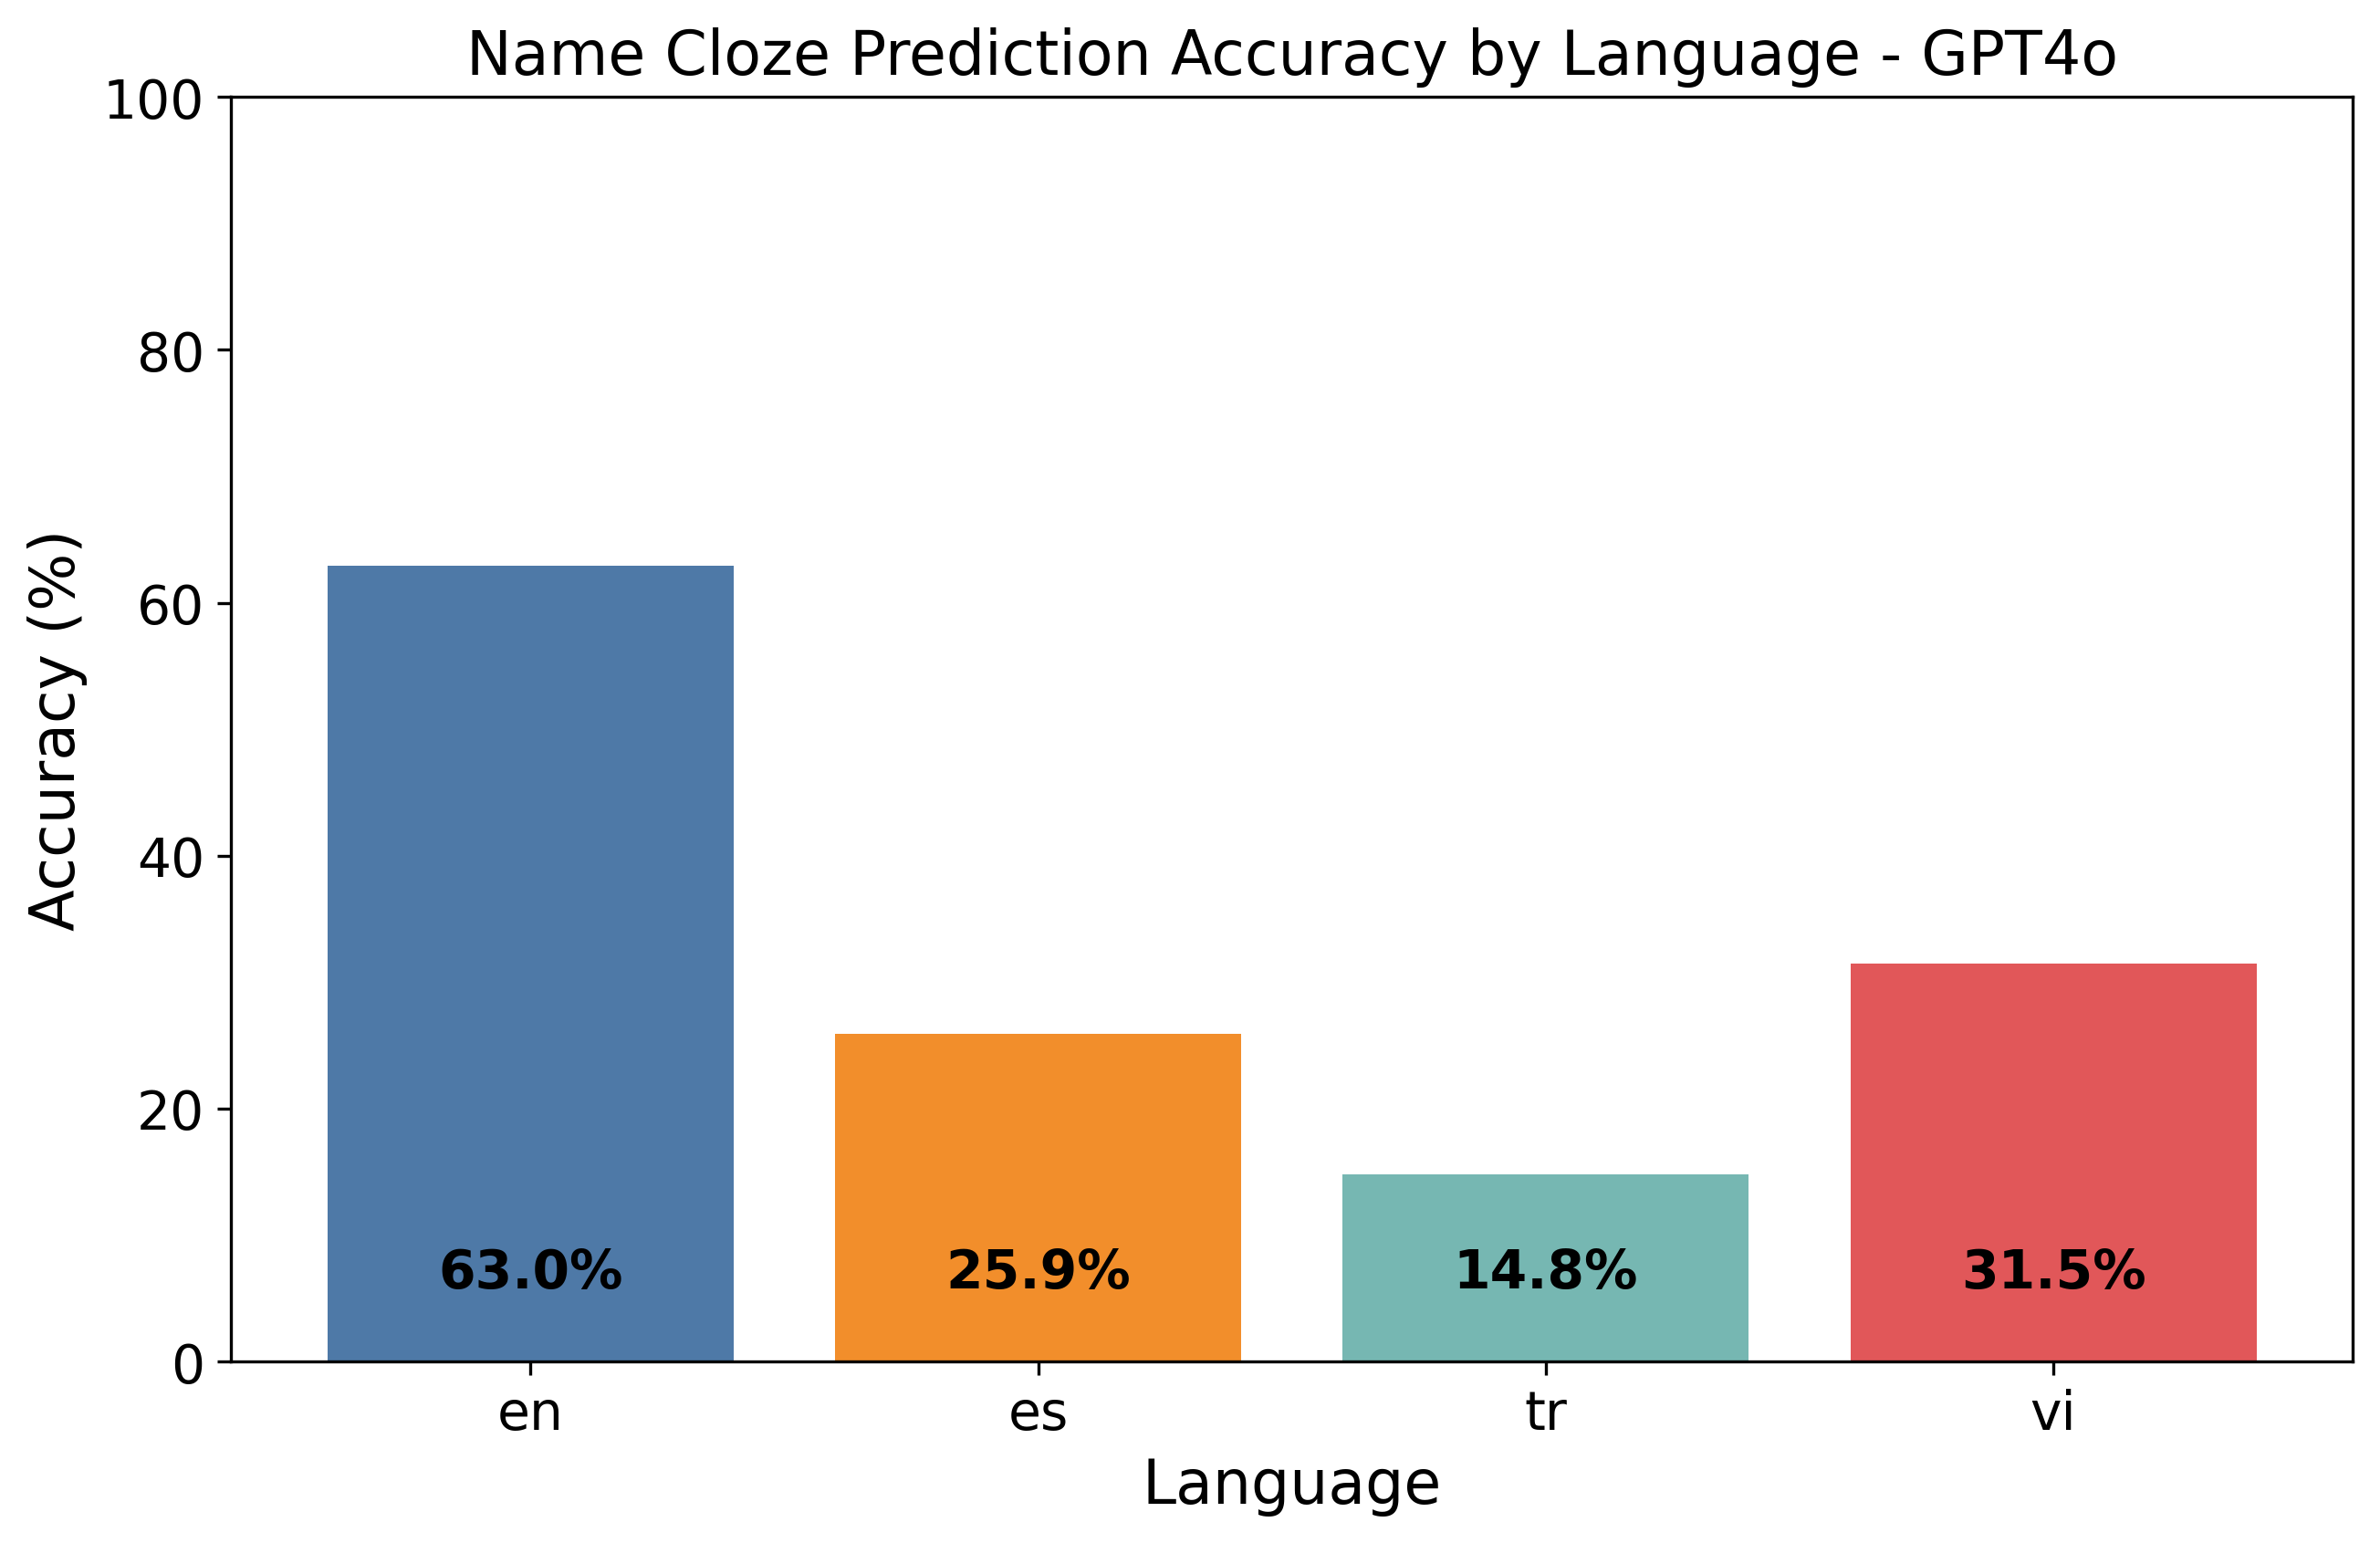 Name Cloze Prediction Accuracy by Language - GPT4o
Accuracy (%)
100
80
60
40
20
0
63.0%
25.9%
14.8%
31.5%
en
es
tr
vi
Language